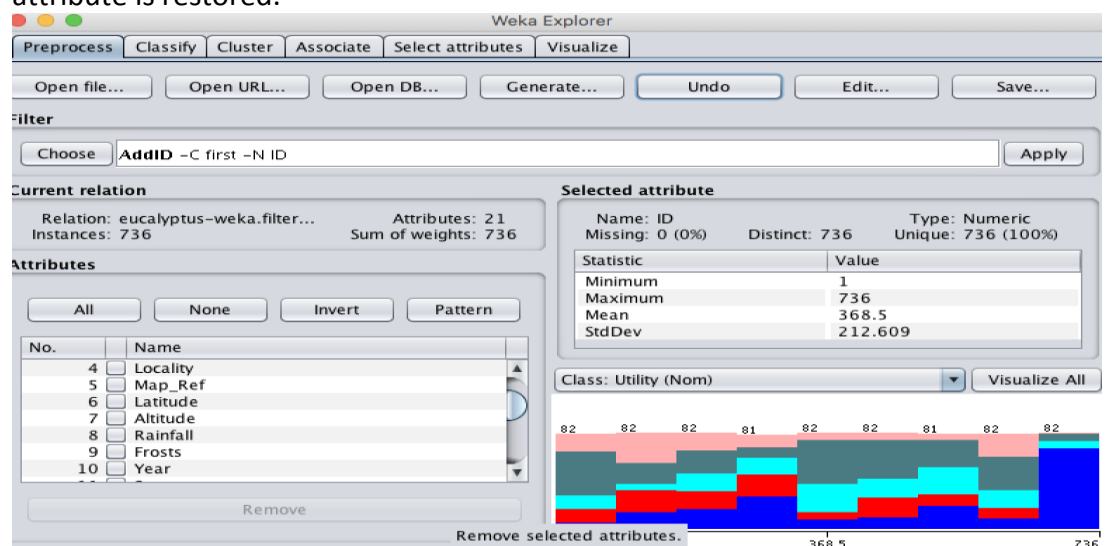 attribute is restored.
Weka Explorer
Preprocess Classify Cluster Associate Select attributes Visualize
Open file... Open URL... Open DB... Generate... Undo Edit... Save...
Filter
Choose AddID -C first -N ID Apply
Current relation
Relation: eucalyptus-weka.filter... Attributes: 21
Instances: 736 Sum of weights: 736
Attributes
All None Invert Pattern
No. Name
4 Locality
5 Map_Ref
6 Latitude
7 Altitude
8 Rainfall
9 Frosts
10 Year
Remove
Remove selected attributes.
Selected attribute
Name: ID Type: Numeric
Missing: 0 (0%) Distinct: 736 Unique: 736 (100%)
Statistic Value
Minimum 1
Maximum 736
Mean 368.5
StdDev 212.609
Class: Utility (Nom) Visualize All
82 82 82 81 82 82 81 82 82
368.5 736